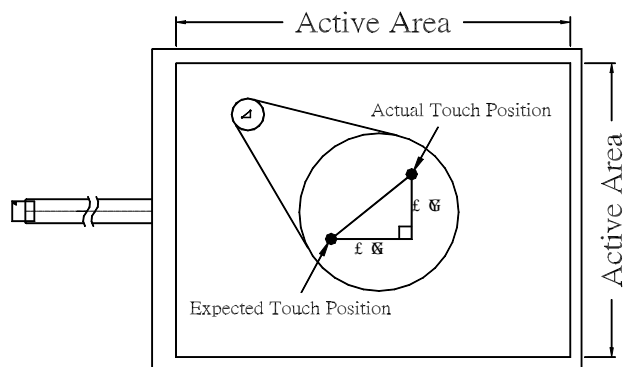 Active Area
Actual Touch Position
Active Area
Expected Touch Position